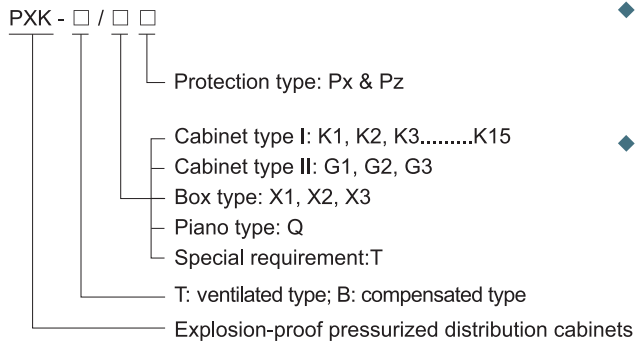 PXK - □ / □ □
Protection type: Px & Pz
Cabinet type I: K1, K2, K3.........K15
Cabinet type II: G1, G2, G3
Box type: X1, X2, X3
Piano type: Q
Special requirement:T
T: ventilated type; B: compensated type
Explosion-proof pressurized distribution cabinets